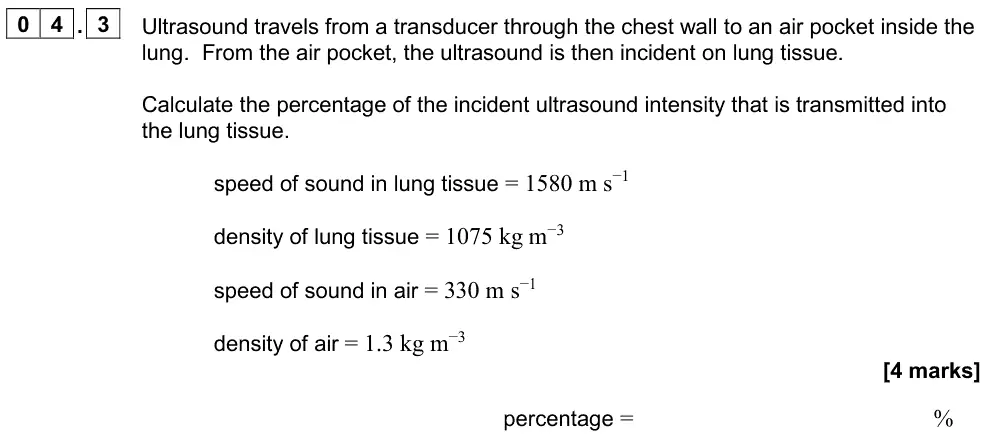 0 4 . 3 Ultrasound travels from a transducer through the chest wall to an air pocket inside the
lung. From the air pocket, the ultrasound is then incident on lung tissue.
Calculate the percentage of the incident ultrasound intensity that is transmitted into
the lung tissue.
speed of sound in lung tissue = 1580 m s⁻¹
density of lung tissue = 1075 kg m⁻³
speed of sound in air = 330 m s⁻¹
density of air = 1.3 kg m⁻³
[4 marks]
percentage = %